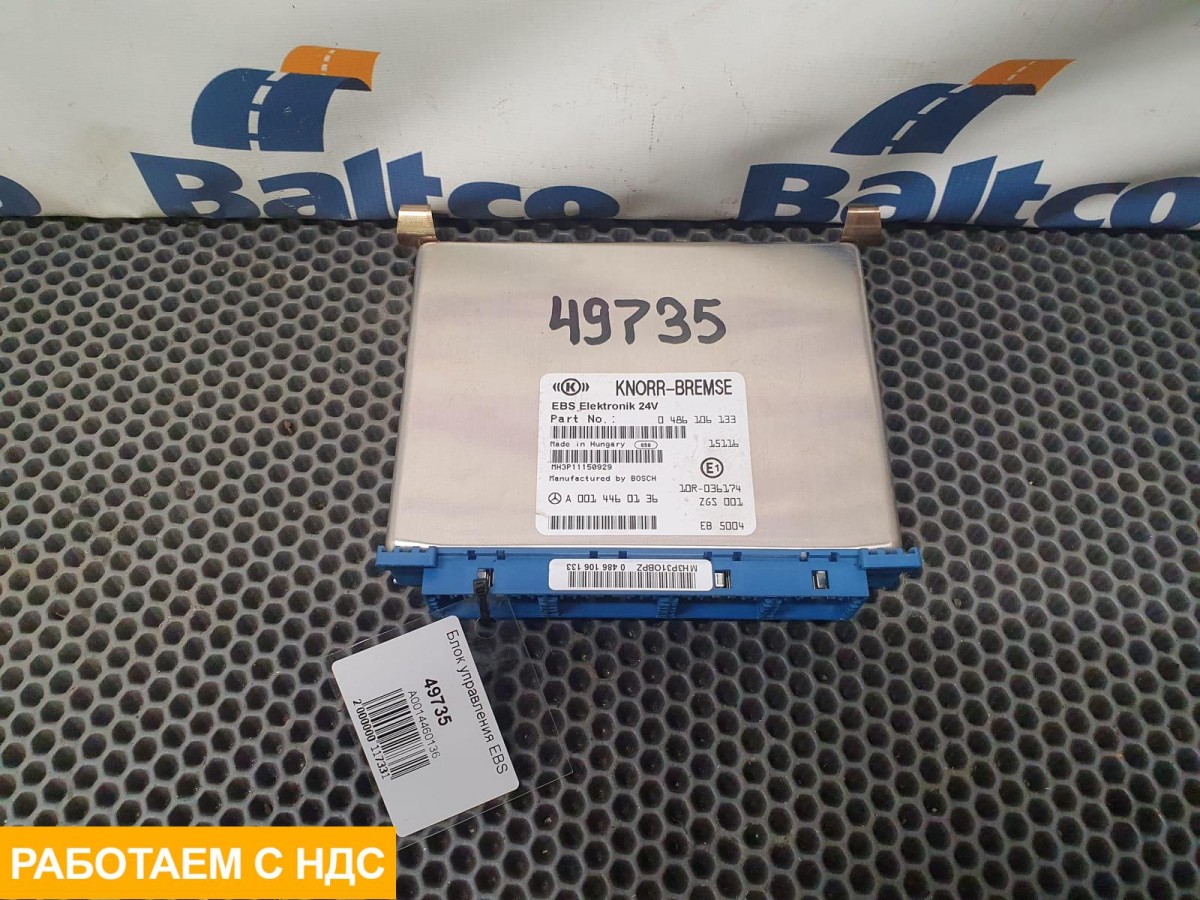 Baltco
Baltco
49735
KNORR-BREMSE
EBS Elektronik 24V
Part No.: 0 486 106 133
Made in Hungary 15116
MH3P11150929
E1
Manufactured by BOSCH
10R-036174
A 001 446 01 36 ZGS 001
EB 5004
MH3P31OBPZ 0 486 106 133
Блок управления EBS
49735
A0014460136
2 000000 117331
РАБОТАЕМ С НДС